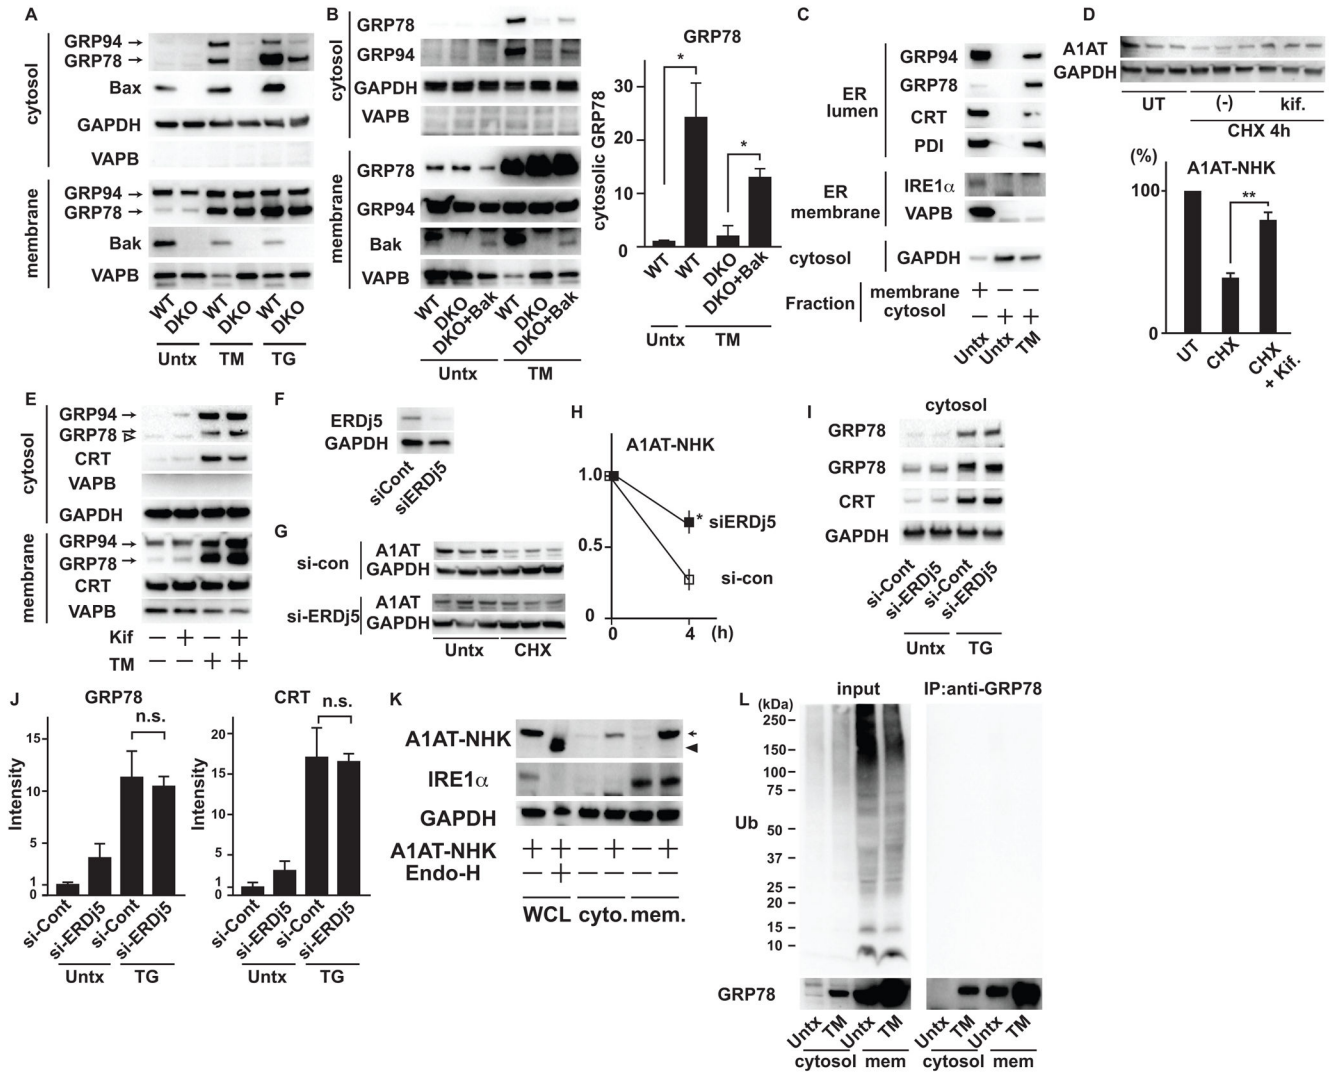 A
cytosol
GRP94
GRP78
Bax
GAPDH
VAPB
membrane
GRP94
GRP78
Bak
VAPB
WT DKO WT DKO WT DKO
Untx TM TG
B
cytosol
GRP78
GRP94
GAPDH
VAPB
membrane
GRP78
GRP94
Bak
VAPB
WT DKO DKO+Bak WT DKO DKO+Bak
Untx TM
GRP78
cytosolic GRP78
30
20
10
0
* *
WT WT DKO DKO+Bak
Untx TM
C
ER lumen
GRP94
GRP78
CRT
PDI
ER membrane
IRE1α
VAPB
cytosol GAPDH
Fraction
membrane + − −
cytosol − + +
Untx Untx TM
D
A1AT
GAPDH
UT (-) kif.
CHX 4h
(%)
A1AT-NHK
100
**
0
UT CHX CHX + Kif.
E
cytosol
GRP94
GRP78
CRT
VAPB
GAPDH
membrane
GRP94
GRP78
CRT
VAPB
Kif − + − +
TM − − + +
F
ERDj5
GAPDH
siCont siERDj5
G
si-con
A1AT
GAPDH
si-ERDj5
A1AT
GAPDH
Untx CHX
H
A1AT-NHK
1.0
* siERDj5
0.5
si-con
0
0 4 (h)
I
cytosol
GRP78
GRP78
CRT
GAPDH
si-Cont si-ERDj5 si-Cont si-ERDj5
Untx TG
J
GRP78
n.s.
Intensity
15
10
5
1
0
si-Cont si-ERDj5 si-Cont si-ERDj5
Untx TG
CRT
n.s.
Intensity
20
15
10
5
1
0
si-Cont si-ERDj5 si-Cont si-ERDj5
Untx TG
K
A1AT-NHK
IRE1α
GAPDH
A1AT-NHK + + − + − +
Endo-H − + − − − −
WCL cyto. mem.
L
input IP:anti-GRP78
(kDa)
250
150
100
75
Ub
50
37
25
20
15
10
GRP78
Untx TM Untx TM Untx TM Untx TM
cytosol mem cytosol mem